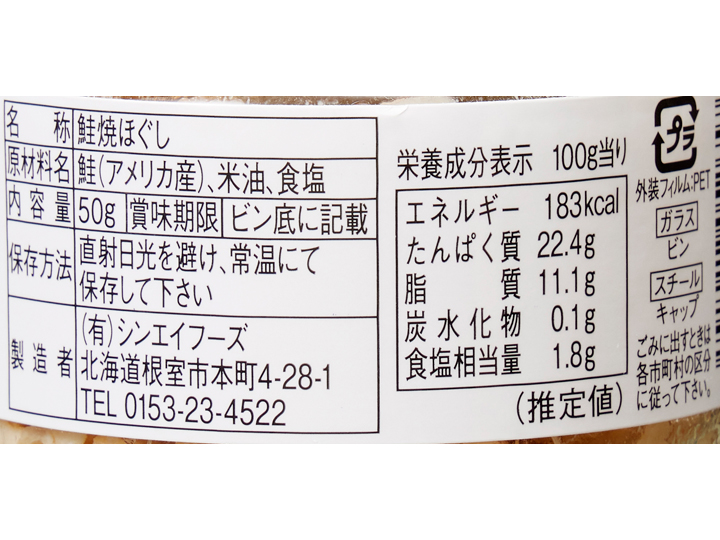 名称 鮭焼ほぐし
原材料名 鮭(アメリカ産)、米油、食塩
内容量 50g 賞味期限 ビン底に記載
保存方法 直射日光を避け、常温にて
保存して下さい
製造者 (有)シンエイフーズ
北海道根室市本町4-28-1
TEL 0153-23-4522
栄養成分表示 100g当り
エネルギー 183kcal
たんぱく質 22.4g
脂質 11.1g
炭水化物 0.1g
食塩相当量 1.8g
(推定値)
プラ
外装フィルム:PET
ガラス
ビン
スチール
キャップ
ごみに出すときは
各市町村の区分
に従って下さい。